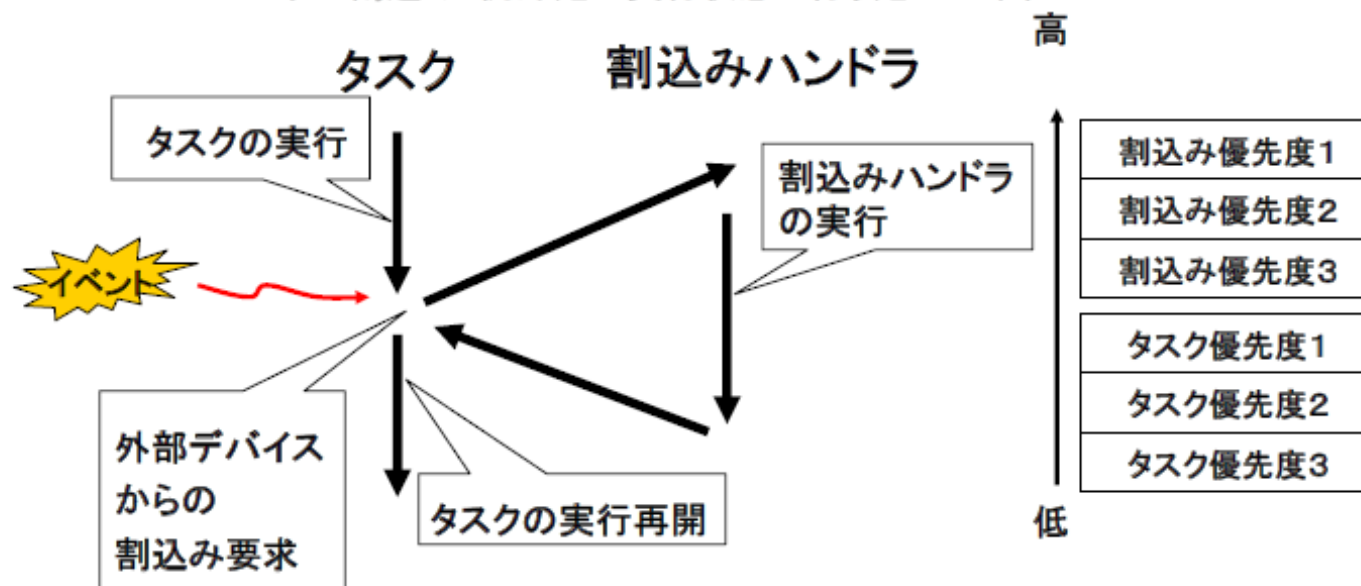 高
タスク
割込みハンドラ
タスクの実行
割込みハンドラ
の実行
イベント
外部デバイス
からの
割込み要求
タスクの実行再開
割込み優先度1
割込み優先度2
割込み優先度3
タスク優先度1
タスク優先度2
タスク優先度3
低